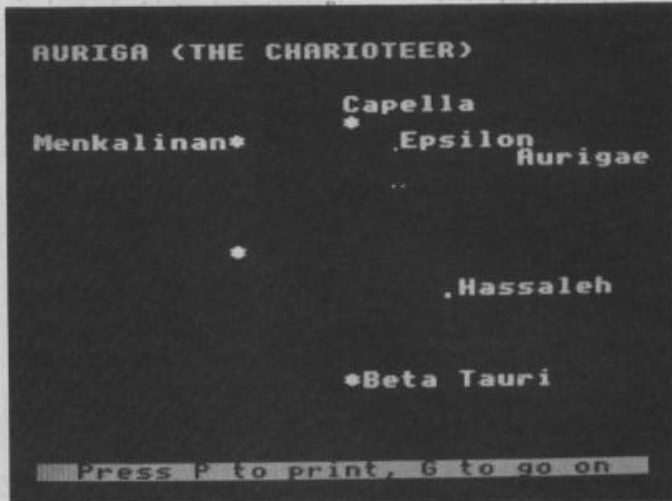 AURIGA (THE CHARIOTEER)
Capella
Menkalinan
Epsilon
Aurigae
Hassaleh
Beta Tauri
Press P to print, G to go on